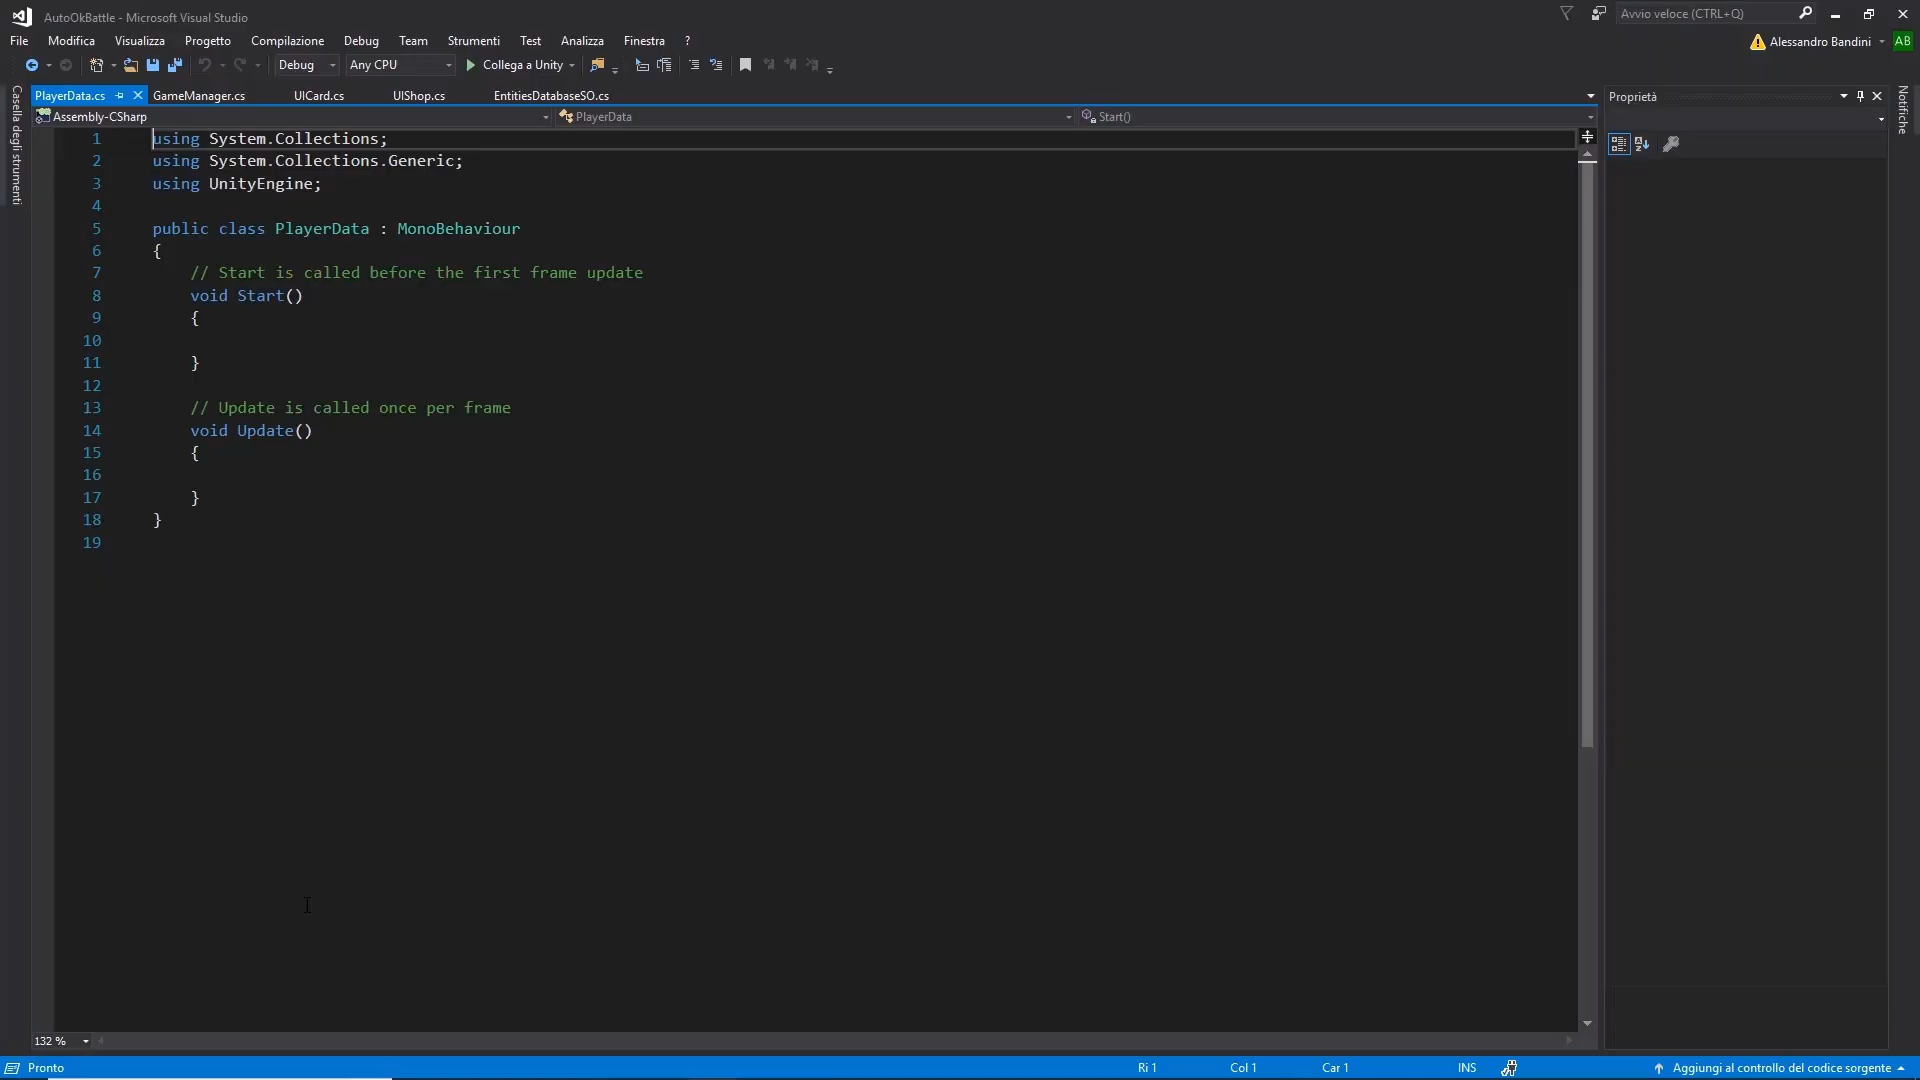 AutoOkBattle - Microsoft Visual Studio
Avvio veloce (CTRL+Q)
File Modifica Visualizza Progetto Compilazione Debug Team Strumenti Test Analizza Finestra ?
Alessandro Bandini AB
Debug Any CPU Collega a Unity
Casella degli strumenti
PlayerData.cs GameManager.cs UICard.cs UIShop.cs EntitiesDatabaseSO.cs
Assembly-CSharp PlayerData Start()
Proprietà
Notifiche
1 using System.Collections;
2 using System.Collections.Generic;
3 using UnityEngine;
4
5 public class PlayerData : MonoBehaviour
6 {
7 // Start is called before the first frame update
8 void Start()
9 {
10
11 }
12
13 // Update is called once per frame
14 void Update()
15 {
16
17 }
18 }
19
132 %
Pronto Ri 1 Col 1 Car 1 INS Aggiungi al controllo del codice sorgente